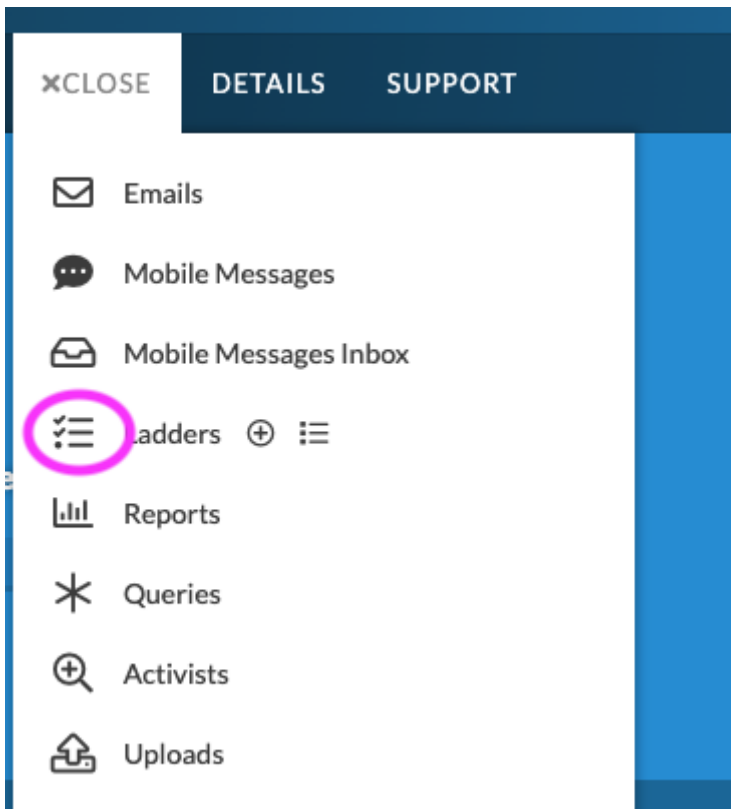 ×CLOSE DETAILS SUPPORT
Emails
Mobile Messages
Mobile Messages Inbox
Ladders
Reports
Queries
Activists
Uploads